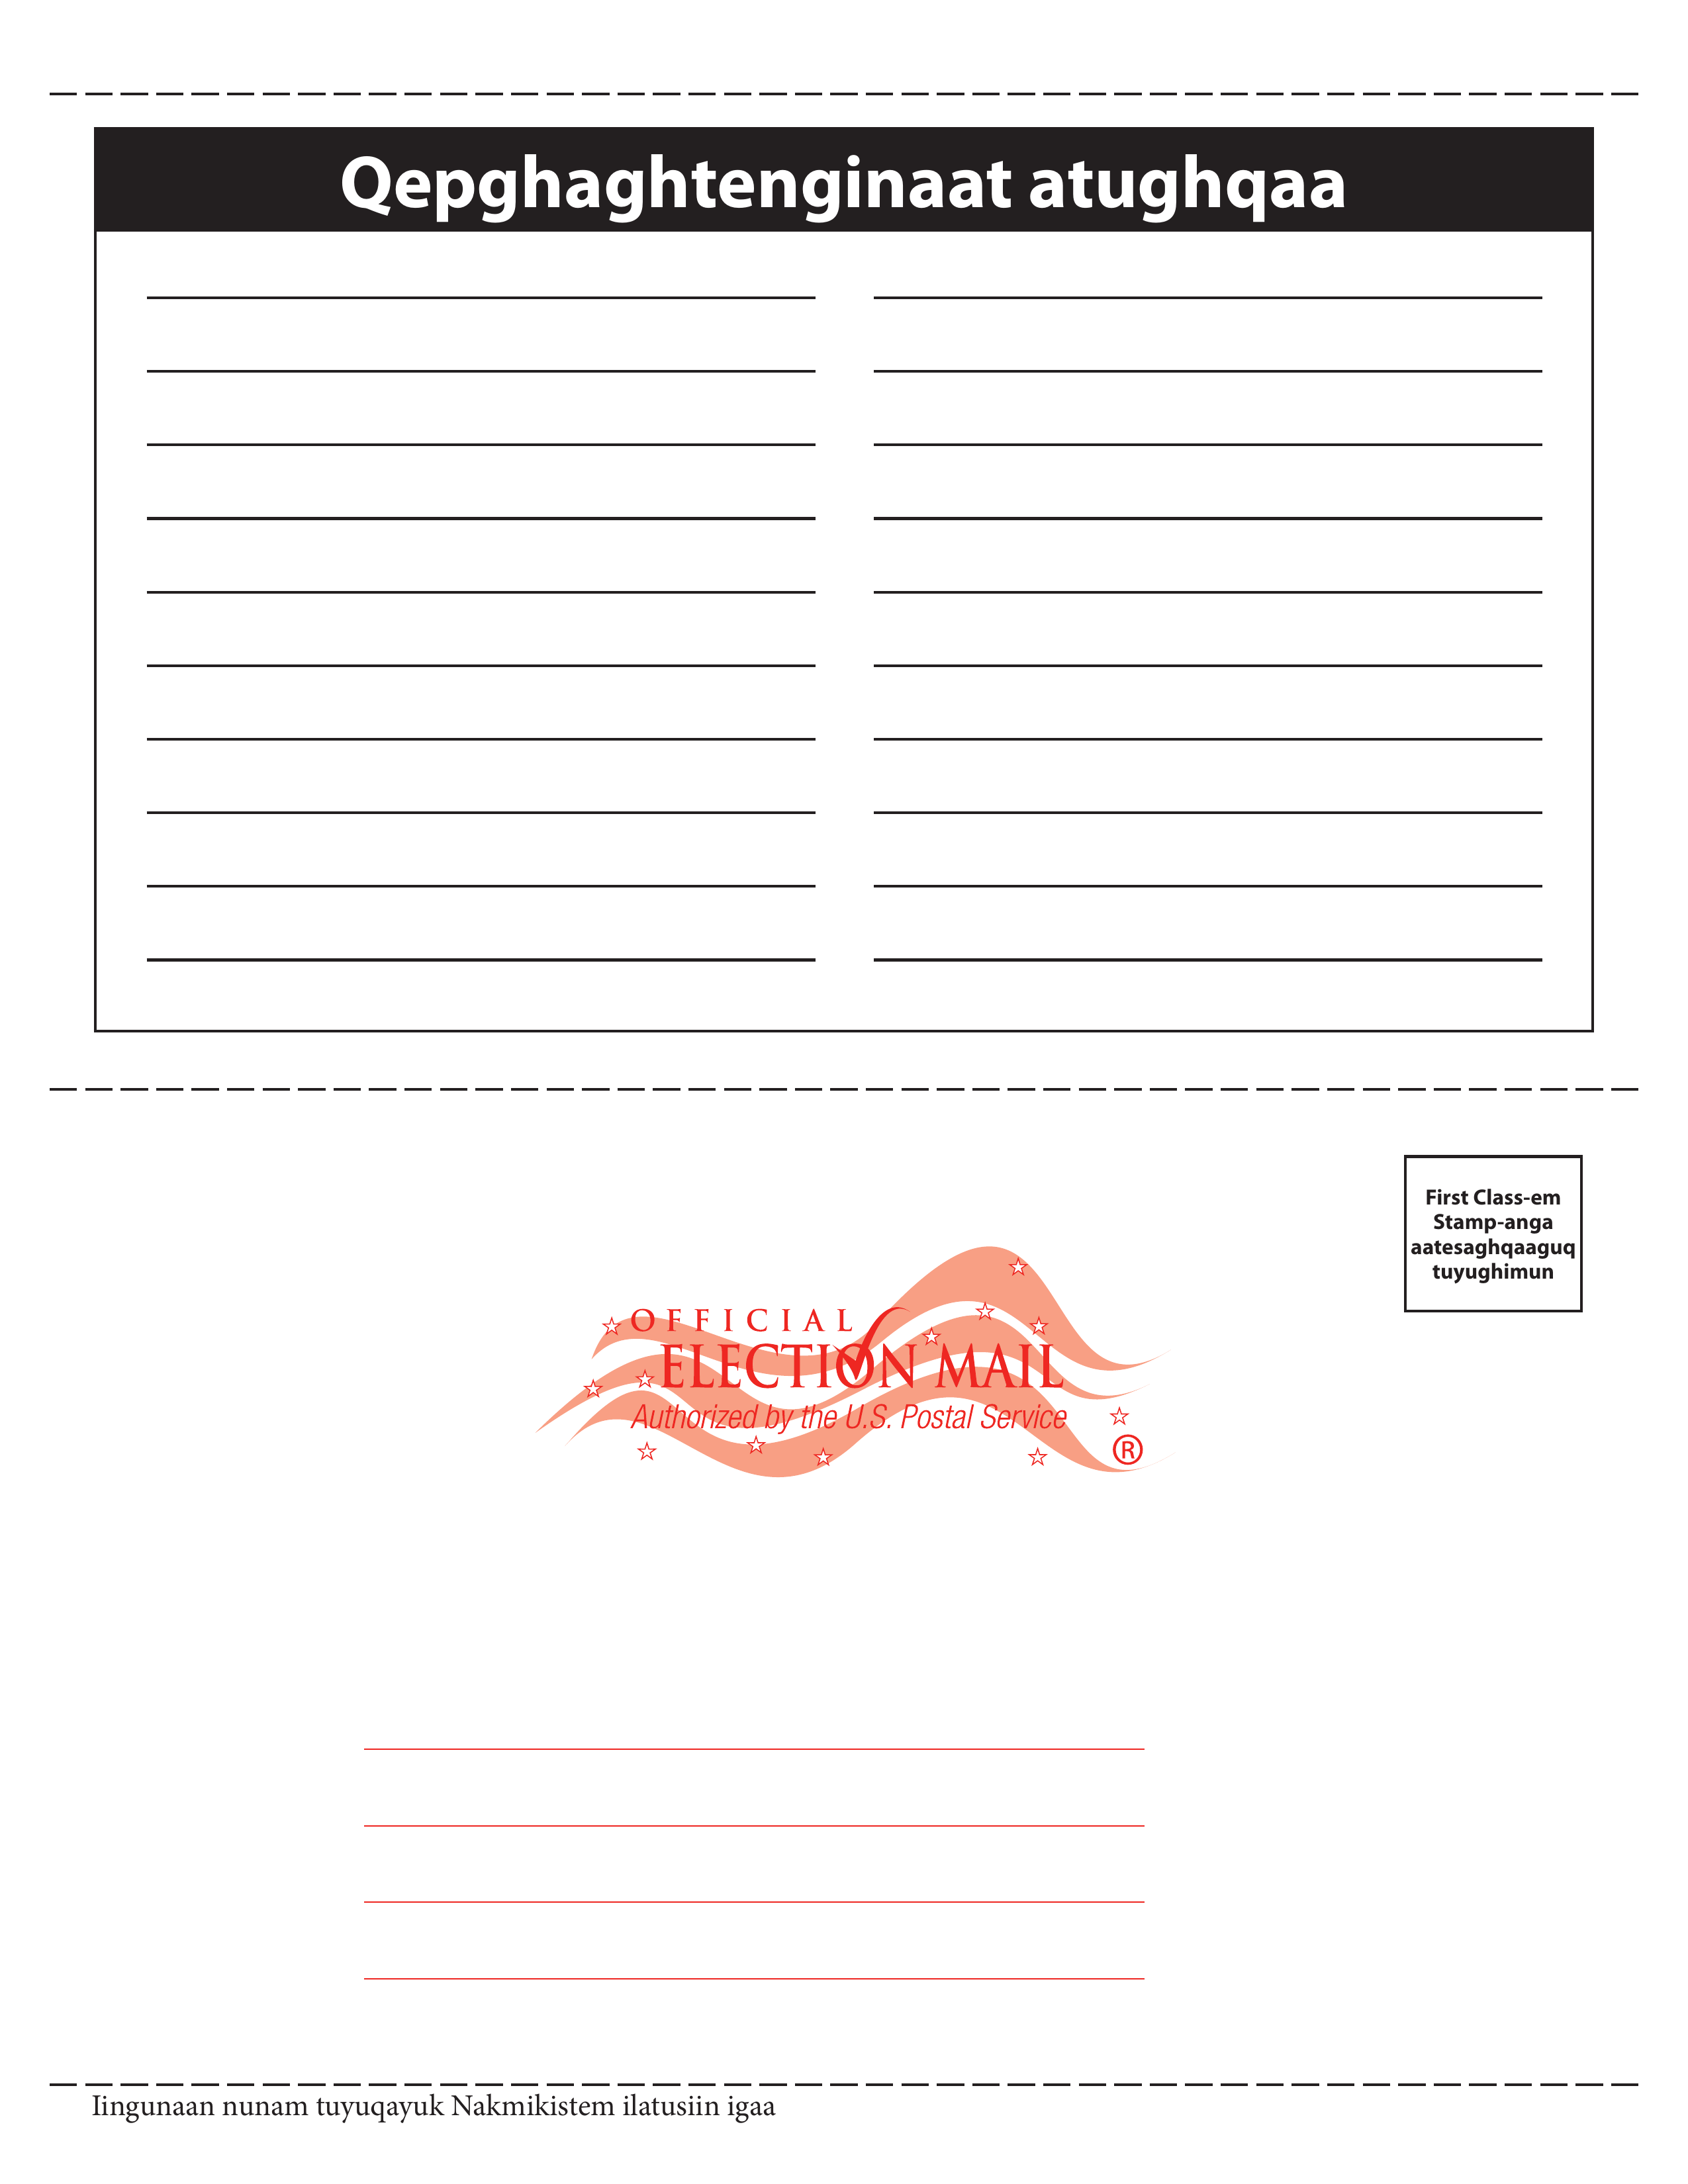 Qepghaghtenginaat atughqaa
First Class-em
Stamp-anga
aatesaghqaaguq
tuyughimun
OFFICIAL
ELECTION MAIL
Authorized by the U.S. Postal Service
®
Iingunaan nunam tuyuqayuk Nakmikistem ilatusiin igaa